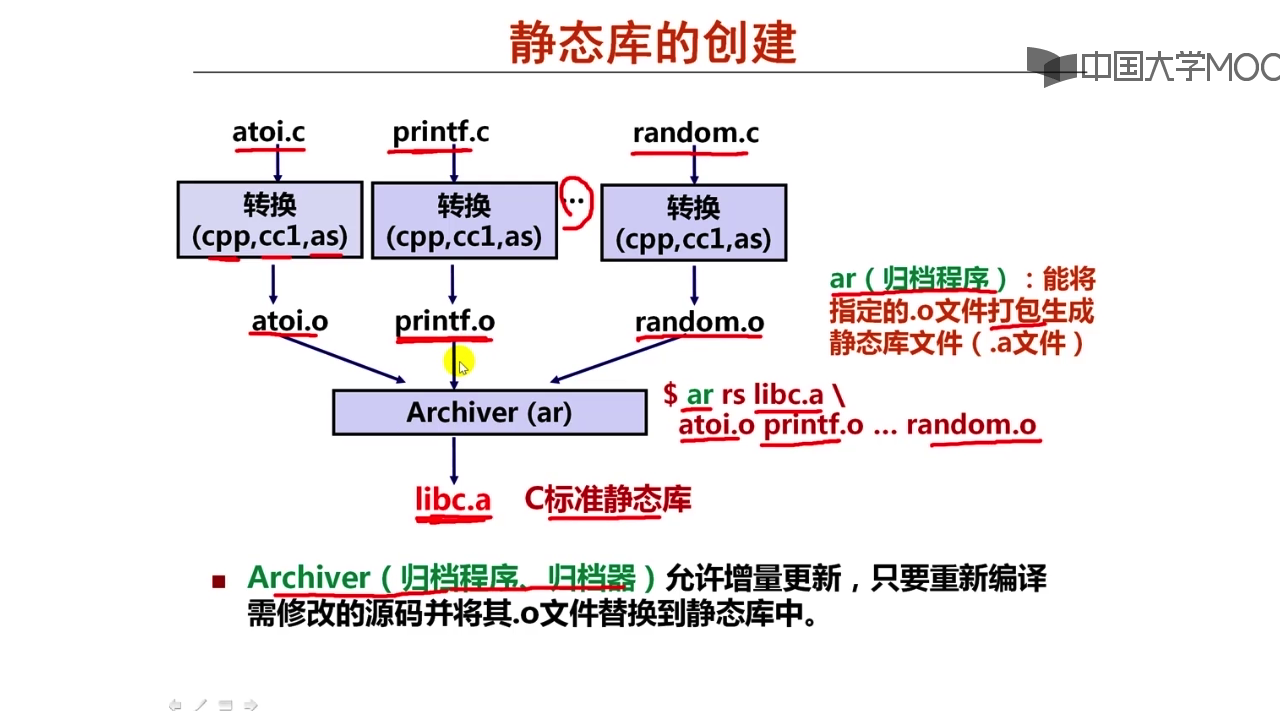 静态库的创建
中国大学MOO
atoi.c
printf.c
random.c
转换
(cpp,cc1,as)
转换
(cpp,cc1,as)
...
转换
(cpp,cc1,as)
atoi.o
printf.o
random.o
ar（归档程序）：能将
指定的.o文件打包生成
静态库文件（.a文件）
Archiver (ar)
$ ar rs libc.a \
atoi.o printf.o … random.o
libc.a
C标准静态库
Archiver（归档程序、归档器）允许增量更新，只要重新编译
需修改的源码并将其.o文件替换到静态库中。